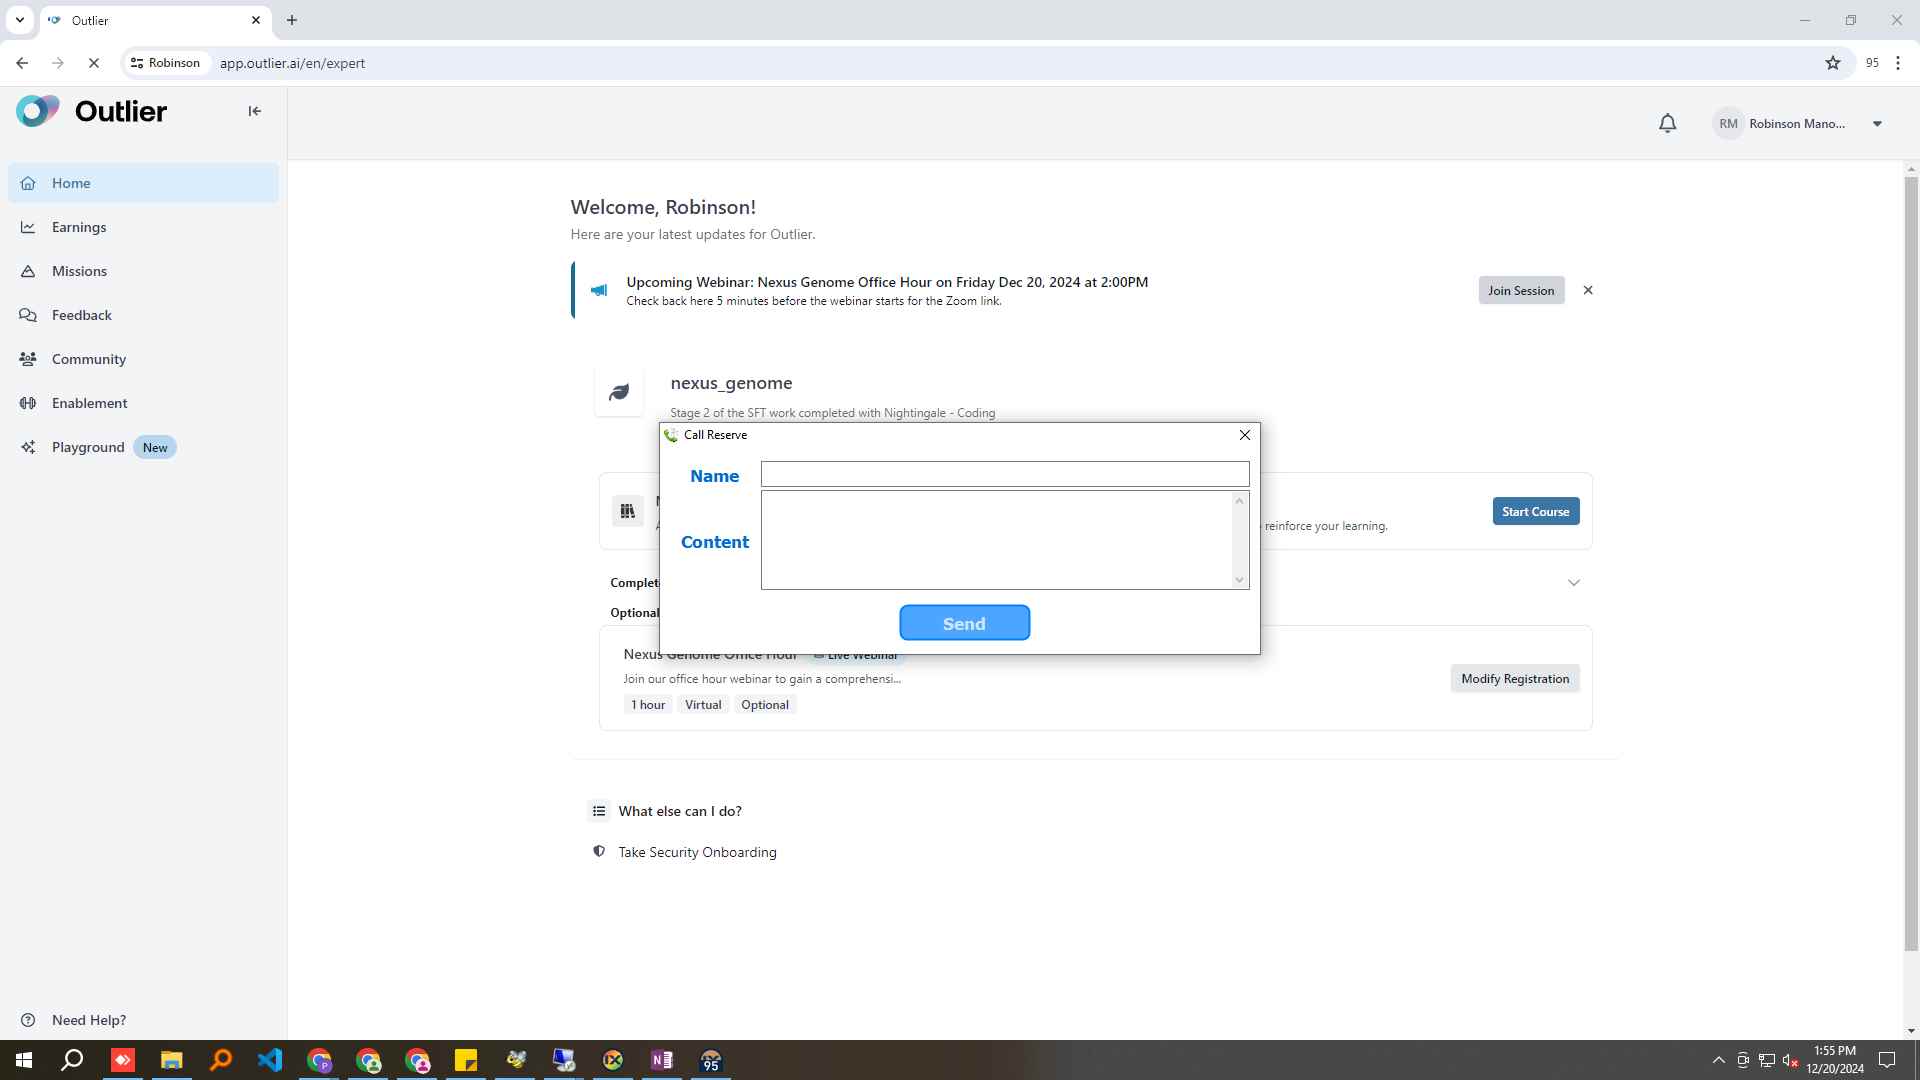 Outlier
Robinson
app.outlier.ai/en/expert
95
Outlier
RM
Robinson Mano...
Home
Earnings
Missions
Feedback
Community
Enablement
Playground
New
Need Help?
Welcome, Robinson!
Here are your latest updates for Outlier.
Upcoming Webinar: Nexus Genome Office Hour on Friday Dec 20, 2024 at 2:00PM
Check back here 5 minutes before the webinar starts for the Zoom link.
Join Session
nexus_genome
Stage 2 of the SFT work completed with Nightingale - Coding
Call Reserve
Name
Content
Send
reinforce your learning.
Start Course
Optional
Nexus Genome Office Hour
Live Webinar
Join our office hour webinar to gain a comprehensi...
1 hour
Virtual
Optional
Modify Registration
What else can I do?
Take Security Onboarding
95
1:55 PM
12/20/2024